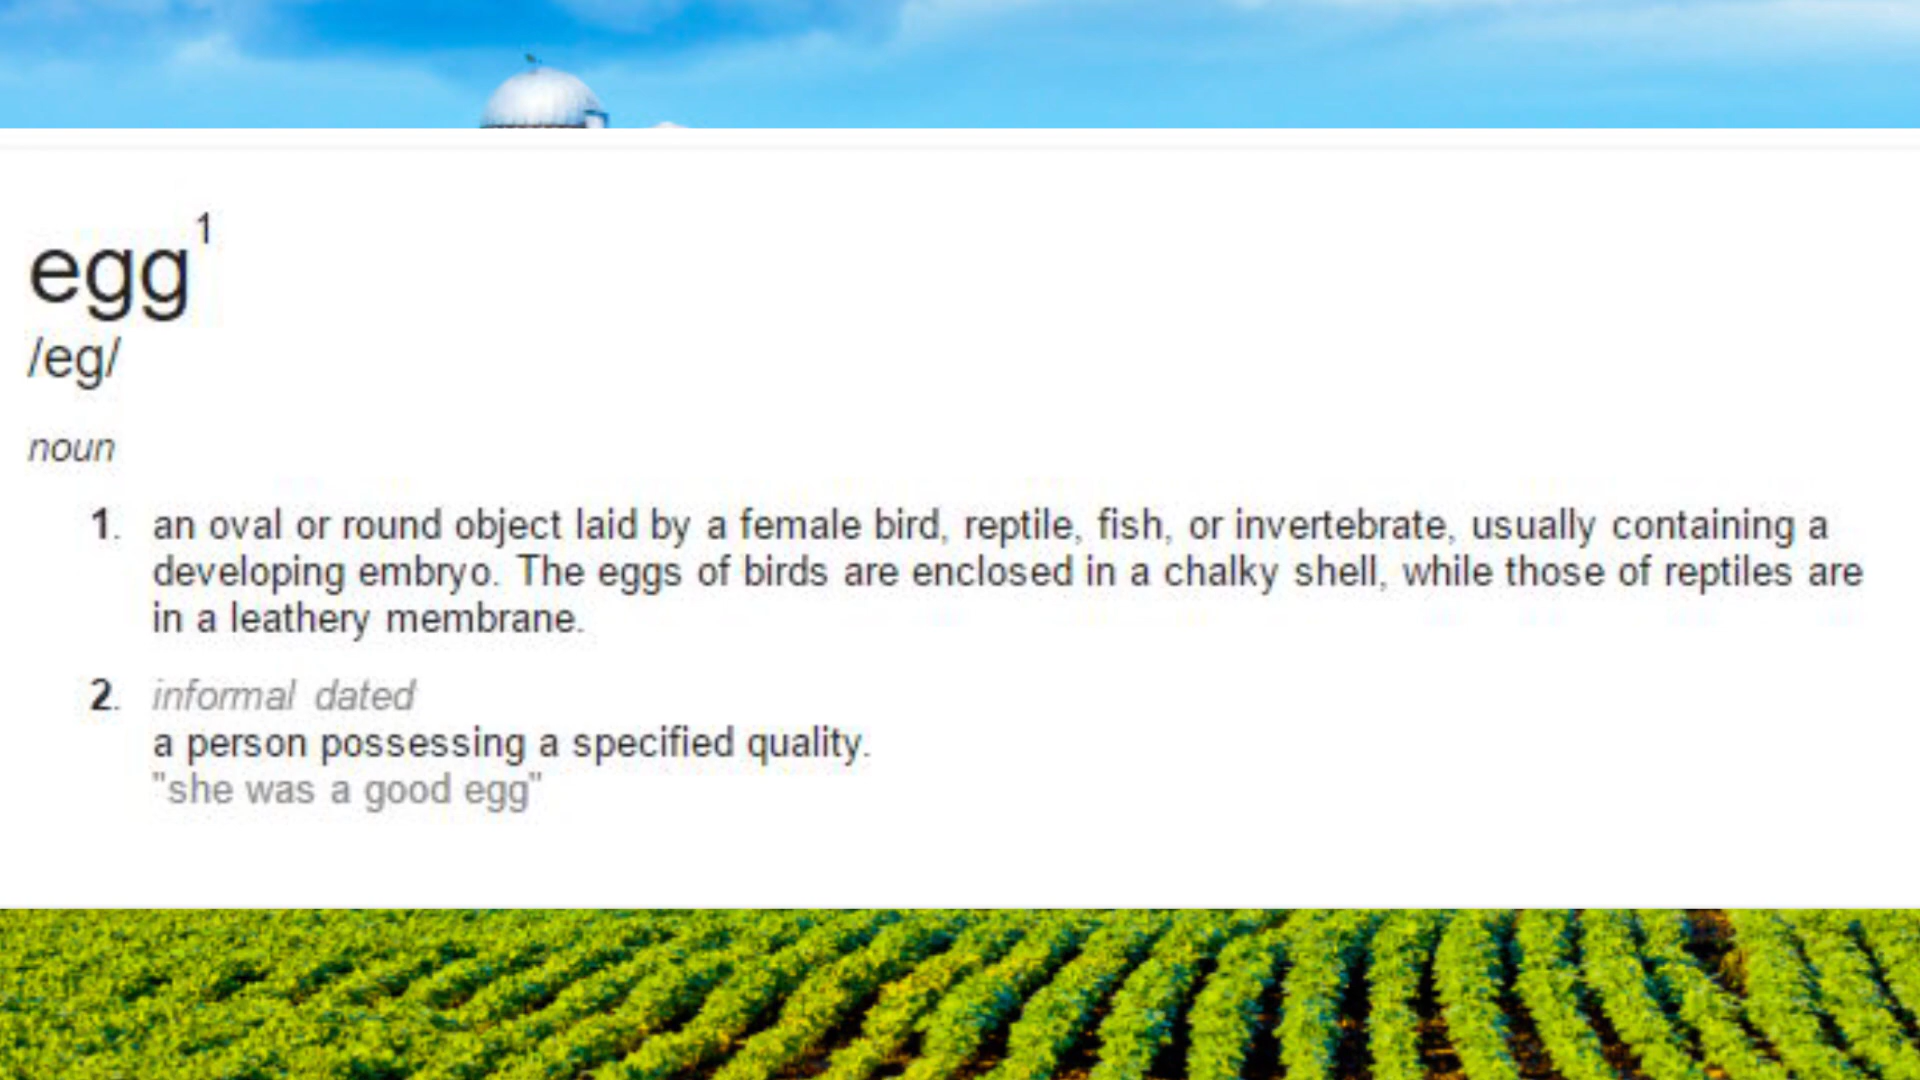 egg¹
/eg/
noun
1. an oval or round object laid by a female bird, reptile, fish, or invertebrate, usually containing a
developing embryo. The eggs of birds are enclosed in a chalky shell, while those of reptiles are
in a leathery membrane.
2. informal dated
a person possessing a specified quality.
"she was a good egg"